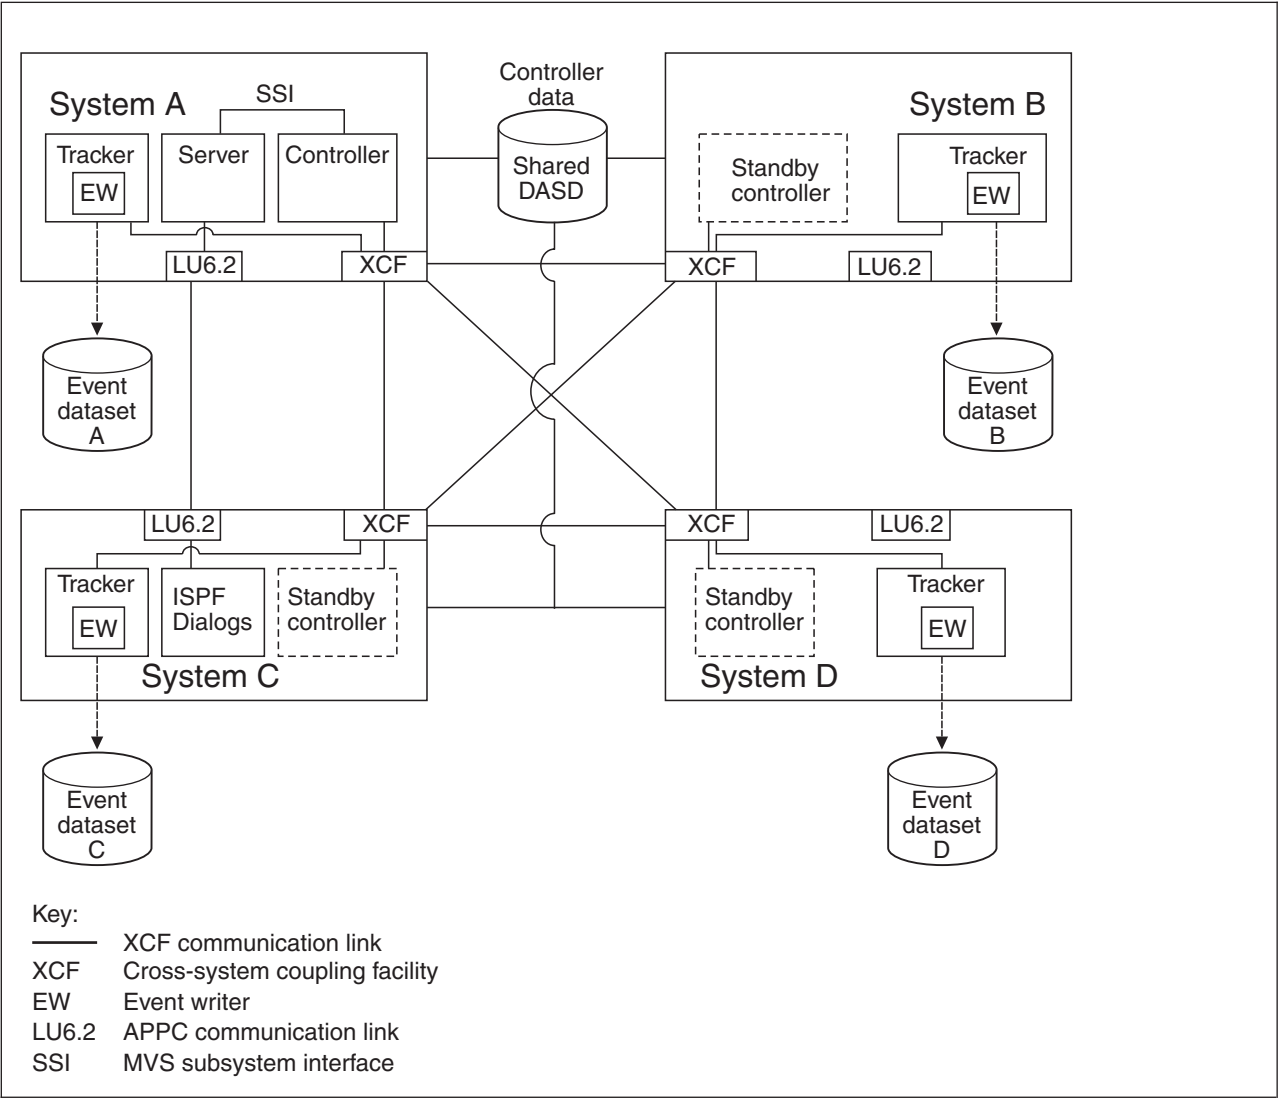 Controller
data
Shared
DASD
System A
SSI
Tracker
EW
Server
Controller
LU6.2
XCF
System B
Standby
controller
Tracker
EW
XCF
LU6.2
Event
dataset
A
Event
dataset
B
LU6.2
XCF
Tracker
EW
ISPF
Dialogs
Standby
controller
System C
XCF
LU6.2
Standby
controller
Tracker
EW
System D
Event
dataset
C
Event
dataset
D
Key:
XCF communication link
XCF Cross-system coupling facility
EW Event writer
LU6.2 APPC communication link
SSI MVS subsystem interface